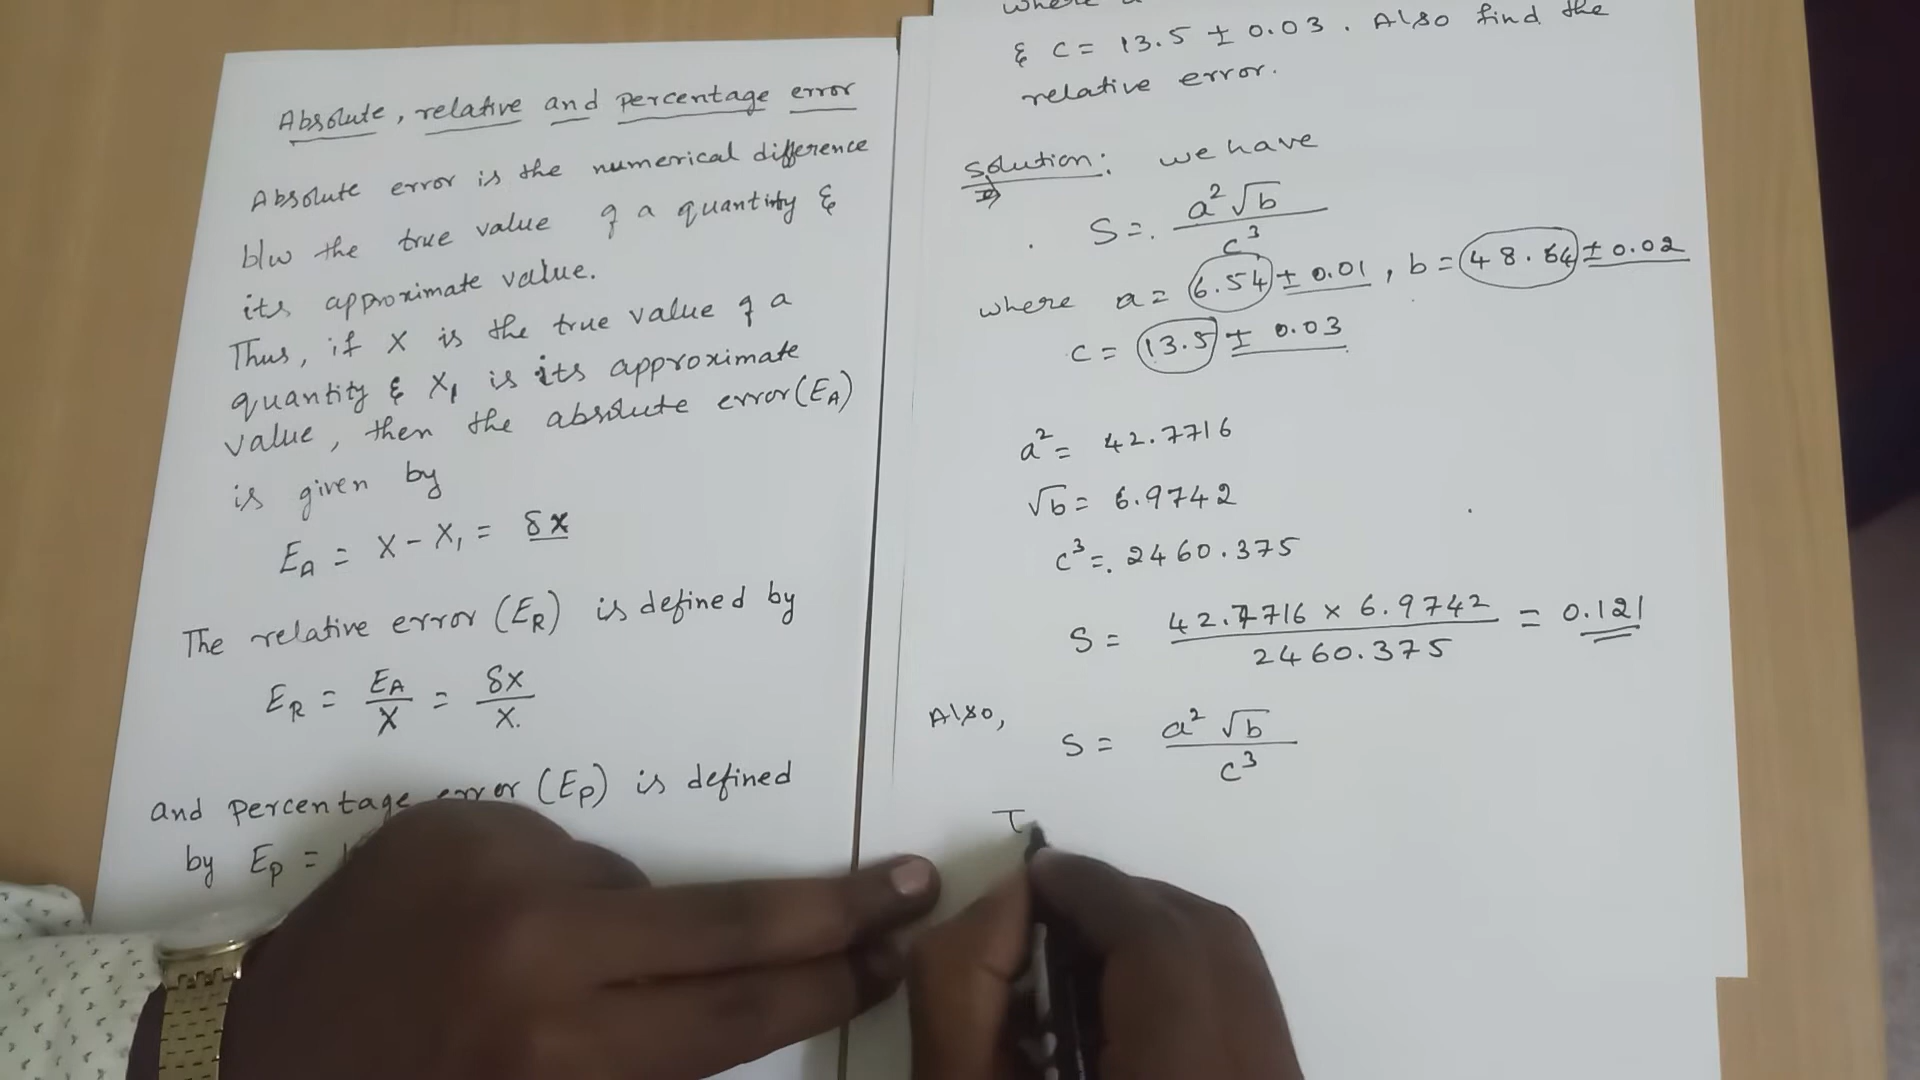 Absolute, relative and percentage error
Absolute error is the numerical difference
b/w the true value of a quantity &
its approximate value.
Thus, if X is the true value of a
quantity & X₁ is its approximate
value, then the absolute error (E_A)
is given by
E_A = X - X₁ = δx
The relative error (E_R) is defined by
E_R = E_A / X = δx / X.
and percentage error (E_P) is defined
by E_P =
& c = 13.5 ± 0.03. Also find the
relative error.
Solution: we have
S = a² √b / c³
where a = 6.54 ± 0.01, b = 48.64 ± 0.02
c = 13.5 ± 0.03
a² = 42.7716
√b = 6.9742
c³ = 2460.375
S = 42.7716 × 6.9742 / 2460.375 = 0.121
Also,
S = a² √b / c³